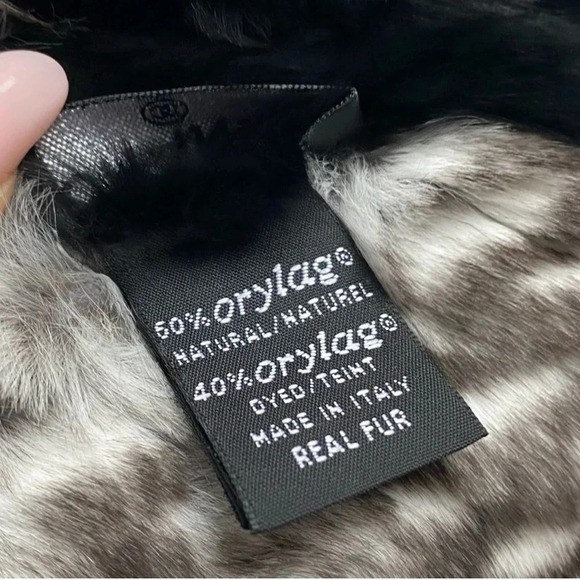 60% orylag®
NATURAL/NATUREL
40% orylag®
DYED/TEINT
MADE IN ITALY
REAL FUR